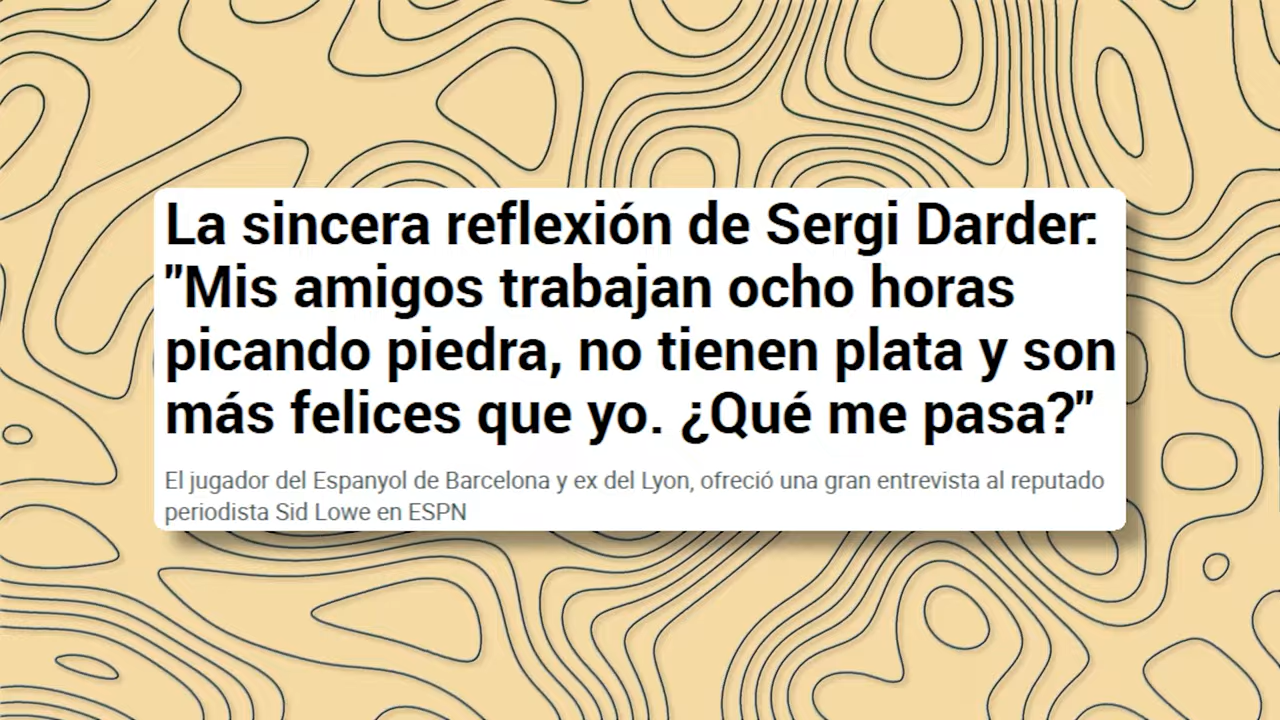 La sincera reflexión de Sergi Darder:
"Mis amigos trabajan ocho horas
picando piedra, no tienen plata y son
más felices que yo. ¿Qué me pasa?"
El jugador del Espanyol de Barcelona y ex del Lyon, ofreció una gran entrevista al reputado
periodista Sid Lowe en ESPN